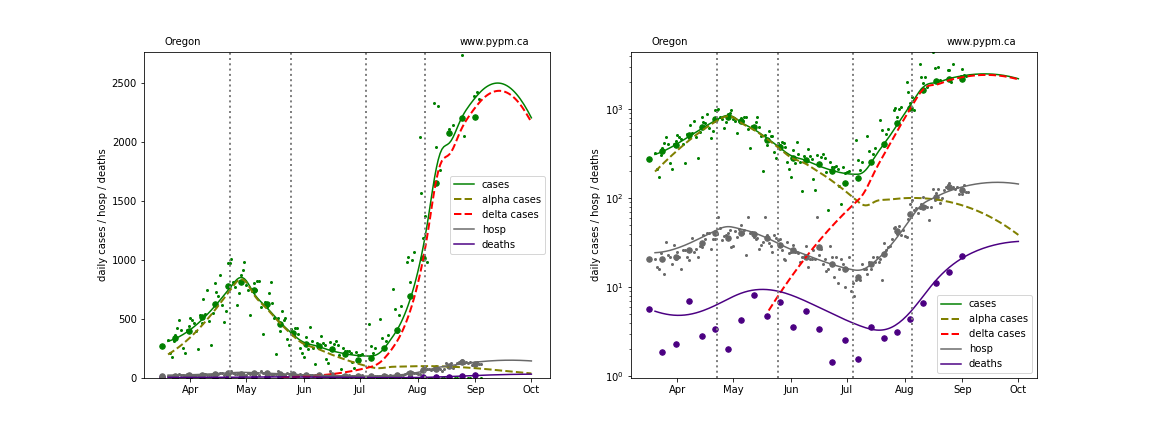 Oregon www.pypm.ca
daily cases / hosp / deaths
2500
2000
1500
1000
500
0
Apr May Jun Jul Aug Sep Oct
cases
alpha cases
delta cases
hosp
deaths
Oregon www.pypm.ca
daily cases / hosp / deaths
10³
10²
10¹
10⁰
Apr May Jun Jul Aug Sep Oct
cases
alpha cases
delta cases
hosp
deaths